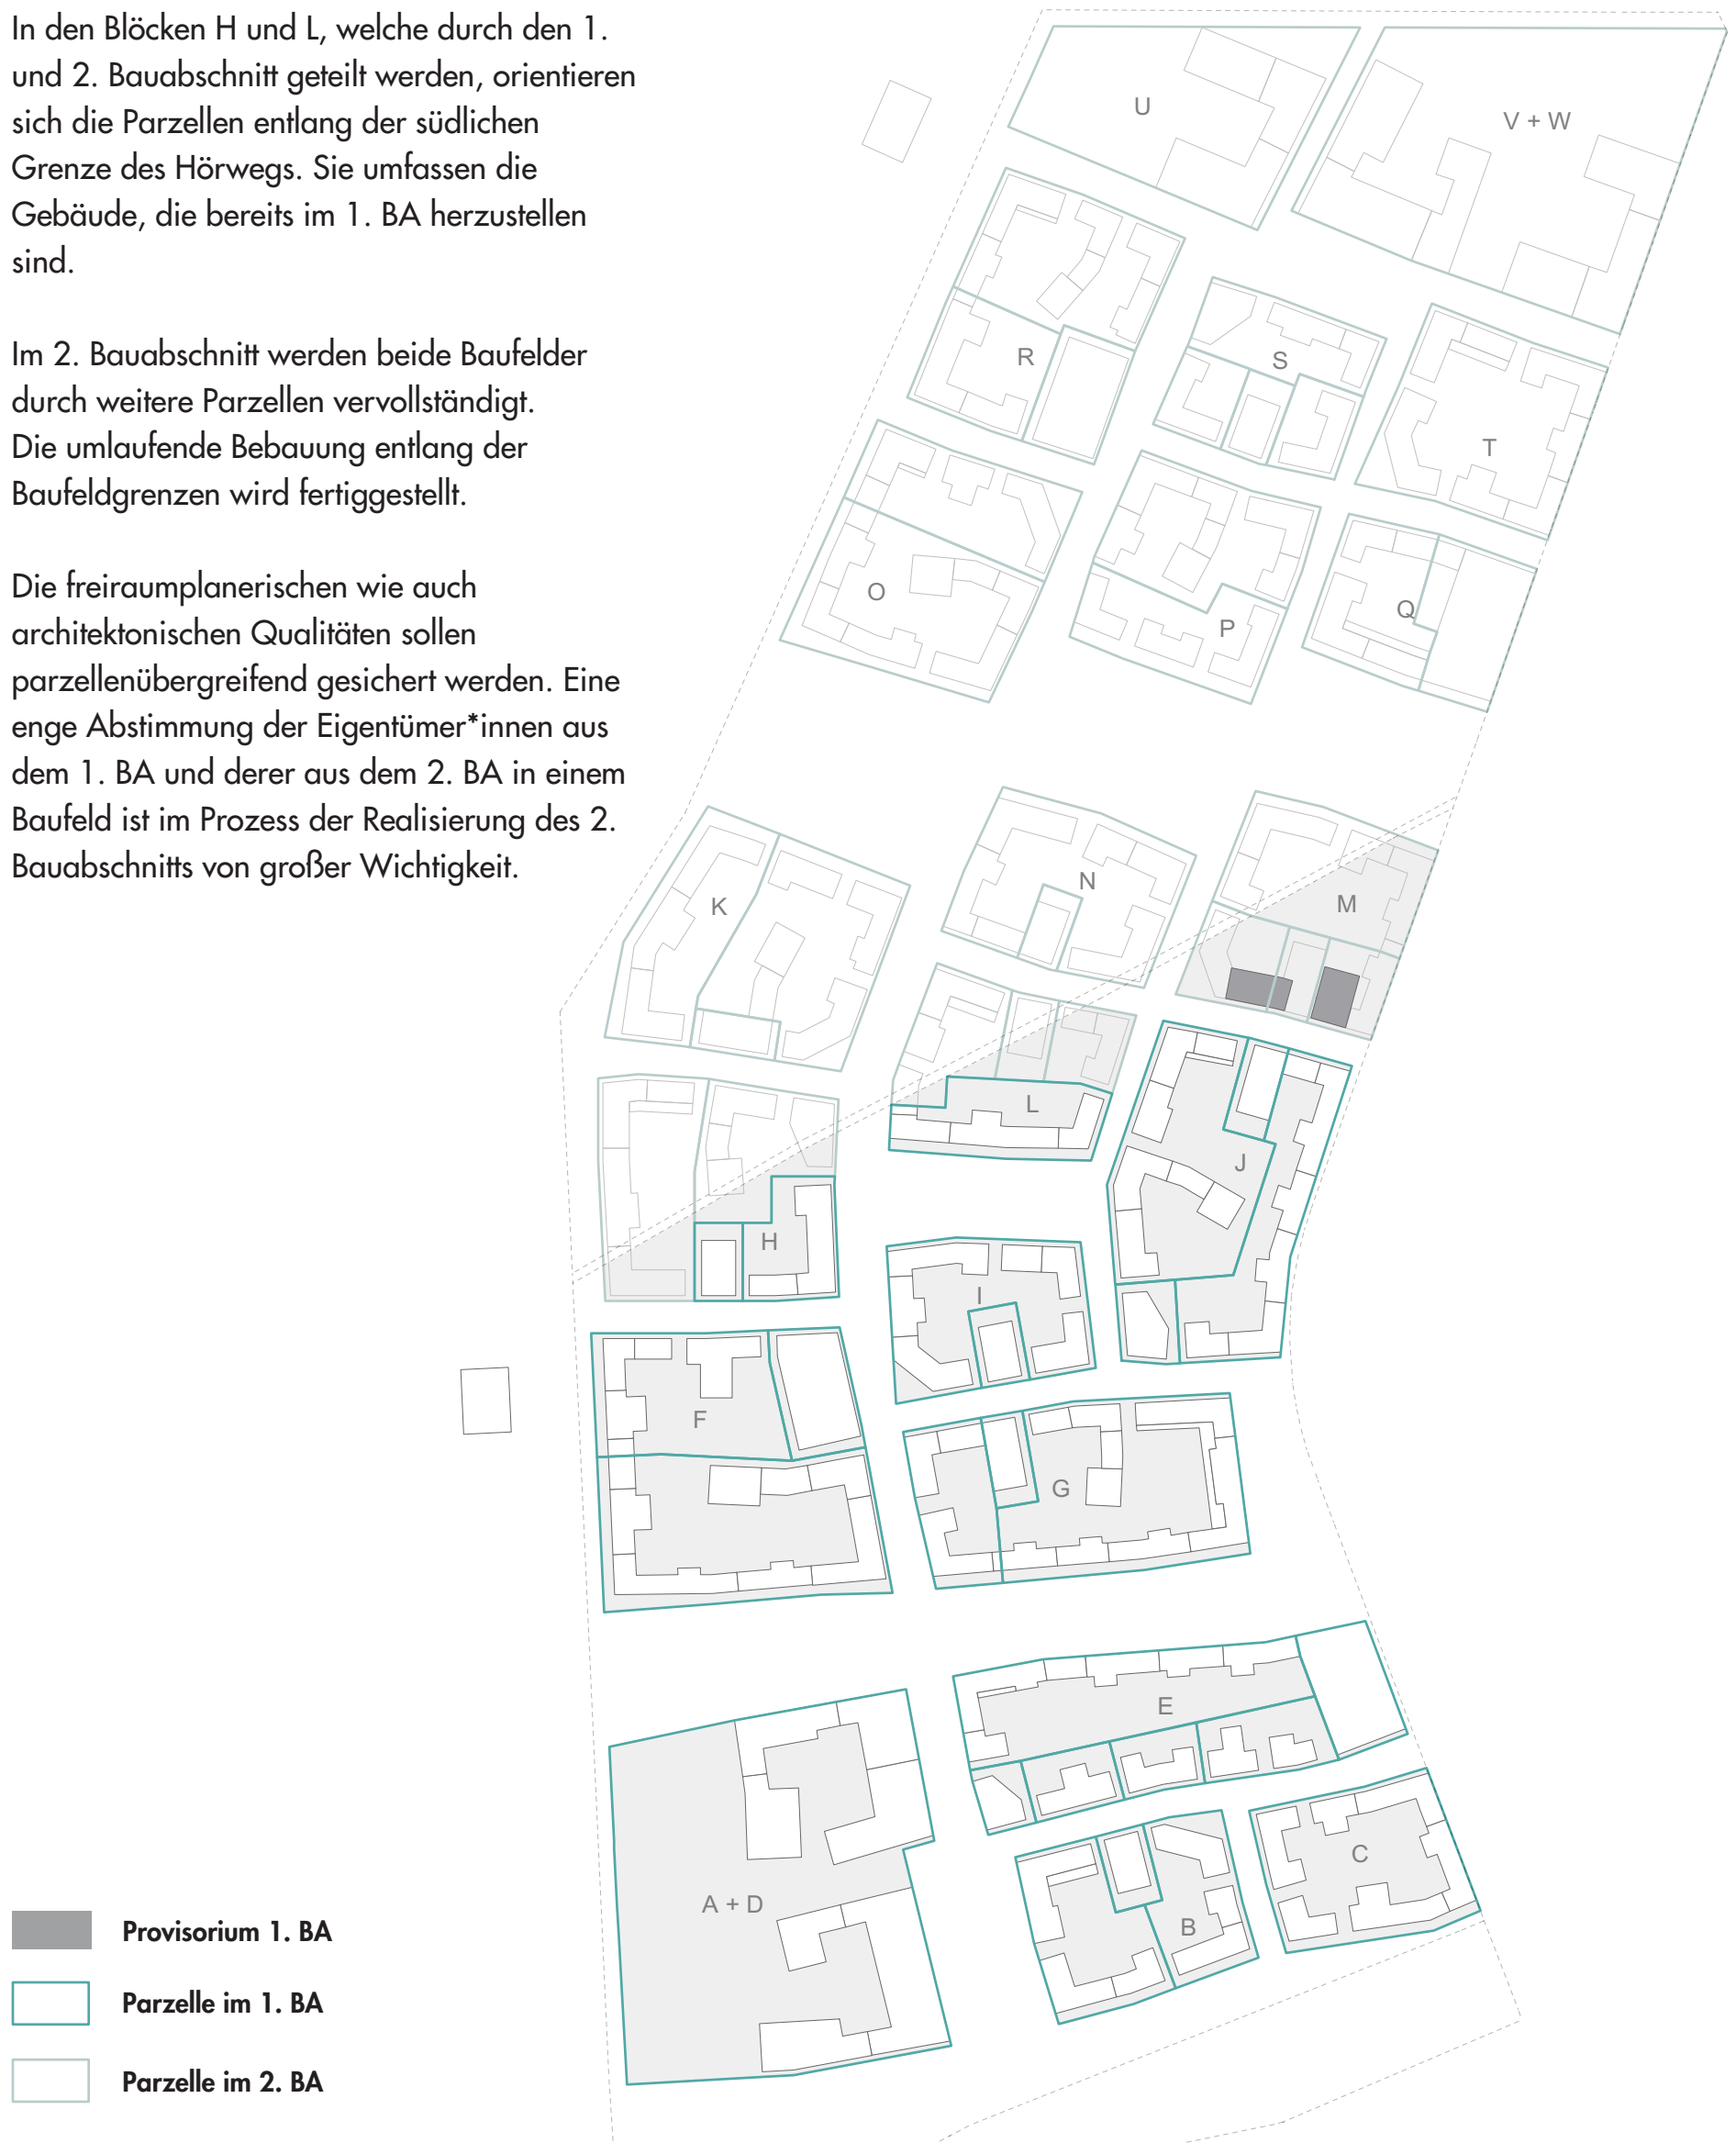 In den Blöcken H und L, welche durch den 1.
und 2. Bauabschnitt geteilt werden, orientieren
sich die Parzellen entlang der südlichen
Grenze des Hörwegs. Sie umfassen die
Gebäude, die bereits im 1. BA herzustellen
sind.
Im 2. Bauabschnitt werden beide Baufelder
durch weitere Parzellen vervollständigt.
Die umlaufende Bebauung entlang der
Baufeldgrenzen wird fertiggestellt.
Die freiraumplanerischen wie auch
architektonischen Qualitäten sollen
parzellenübergreifend gesichert werden. Eine
enge Abstimmung der Eigentümer*innen aus
dem 1. BA und derer aus dem 2. BA in einem
Baufeld ist im Prozess der Realisierung des 2.
Bauabschnitts von großer Wichtigkeit.
U
V + W
R
S
T
O
P
Q
K
N
M
L
J
H
I
F
G
E
A + D
B
C
Provisorium 1. BA
Parzelle im 1. BA
Parzelle im 2. BA